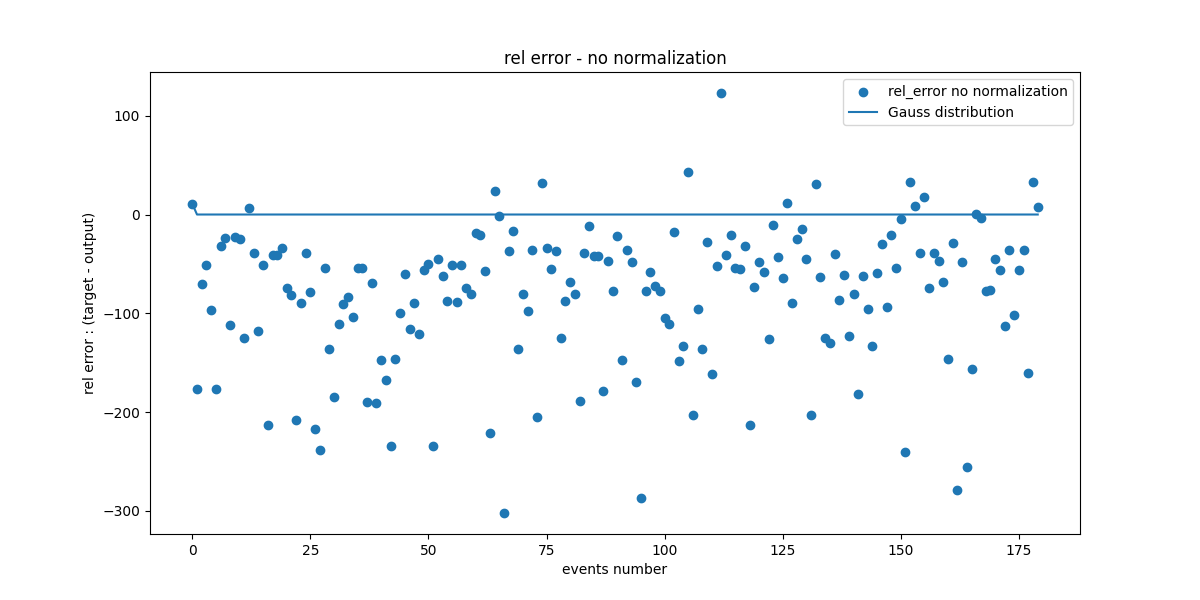 rel error - no normalization
rel_error no normalization
Gauss distribution
rel error : (target - output)
100
0
−100
−200
−300
0 25 50 75 100 125 150 175
events number